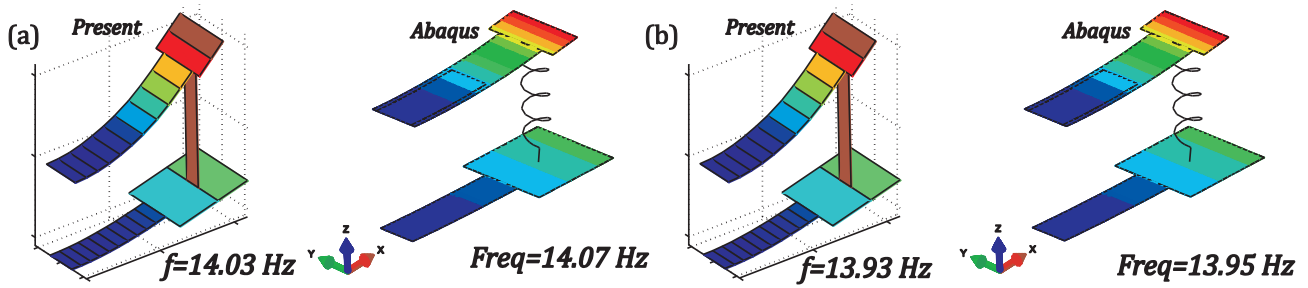 (a) Present Abaqus
Z
Y X
f=14.03 Hz Freq=14.07 Hz
(b) Present Abaqus
Z
Y X
f=13.93 Hz Freq=13.95 Hz